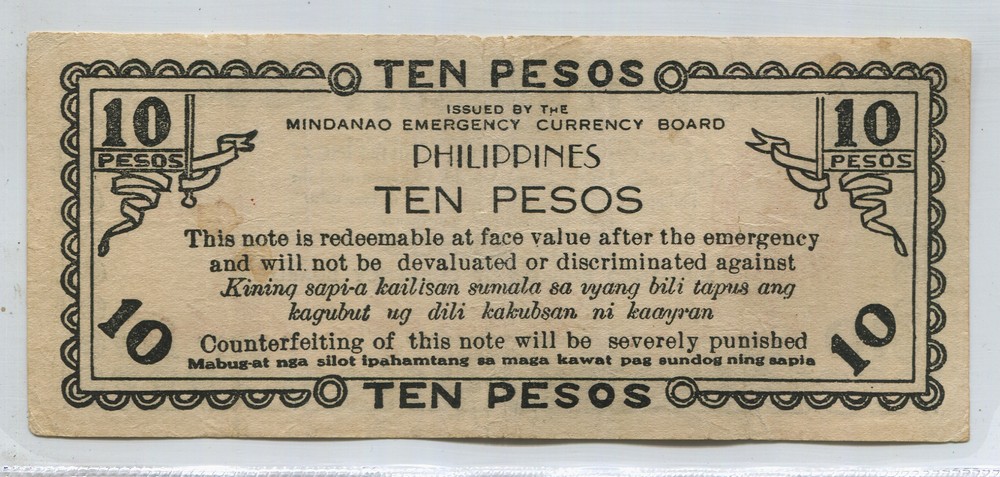 TEN PESOS
10
PESOS
10
PESOS
ISSUED BY THE
MINDANAO EMERGENCY CURRENCY BOARD
PHILIPPINES
TEN PESOS
This note is redeemable at face value after the emergency
and will not be devaluated or discriminated against
Kining sapi-a kailisan sumala sa vyang bili tapus ang
kagubut ug dili kakubsan ni kaayran
Counterfeiting of this note will be severely punished
Mabug-at nga silot ipahamtang sa maga kawat pag sundog ning sapia
10
10
TEN PESOS